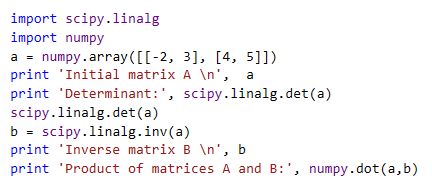 import scipy.linalg
import numpy
a = numpy.array([[-2, 3], [4, 5]])
print 'Initial matrix A \n',  a
print 'Determinant:', scipy.linalg.det(a)
scipy.linalg.det(a)
b = scipy.linalg.inv(a)
print 'Inverse matrix B \n', b
print 'Product of matrices A and B:', numpy.dot(a,b)